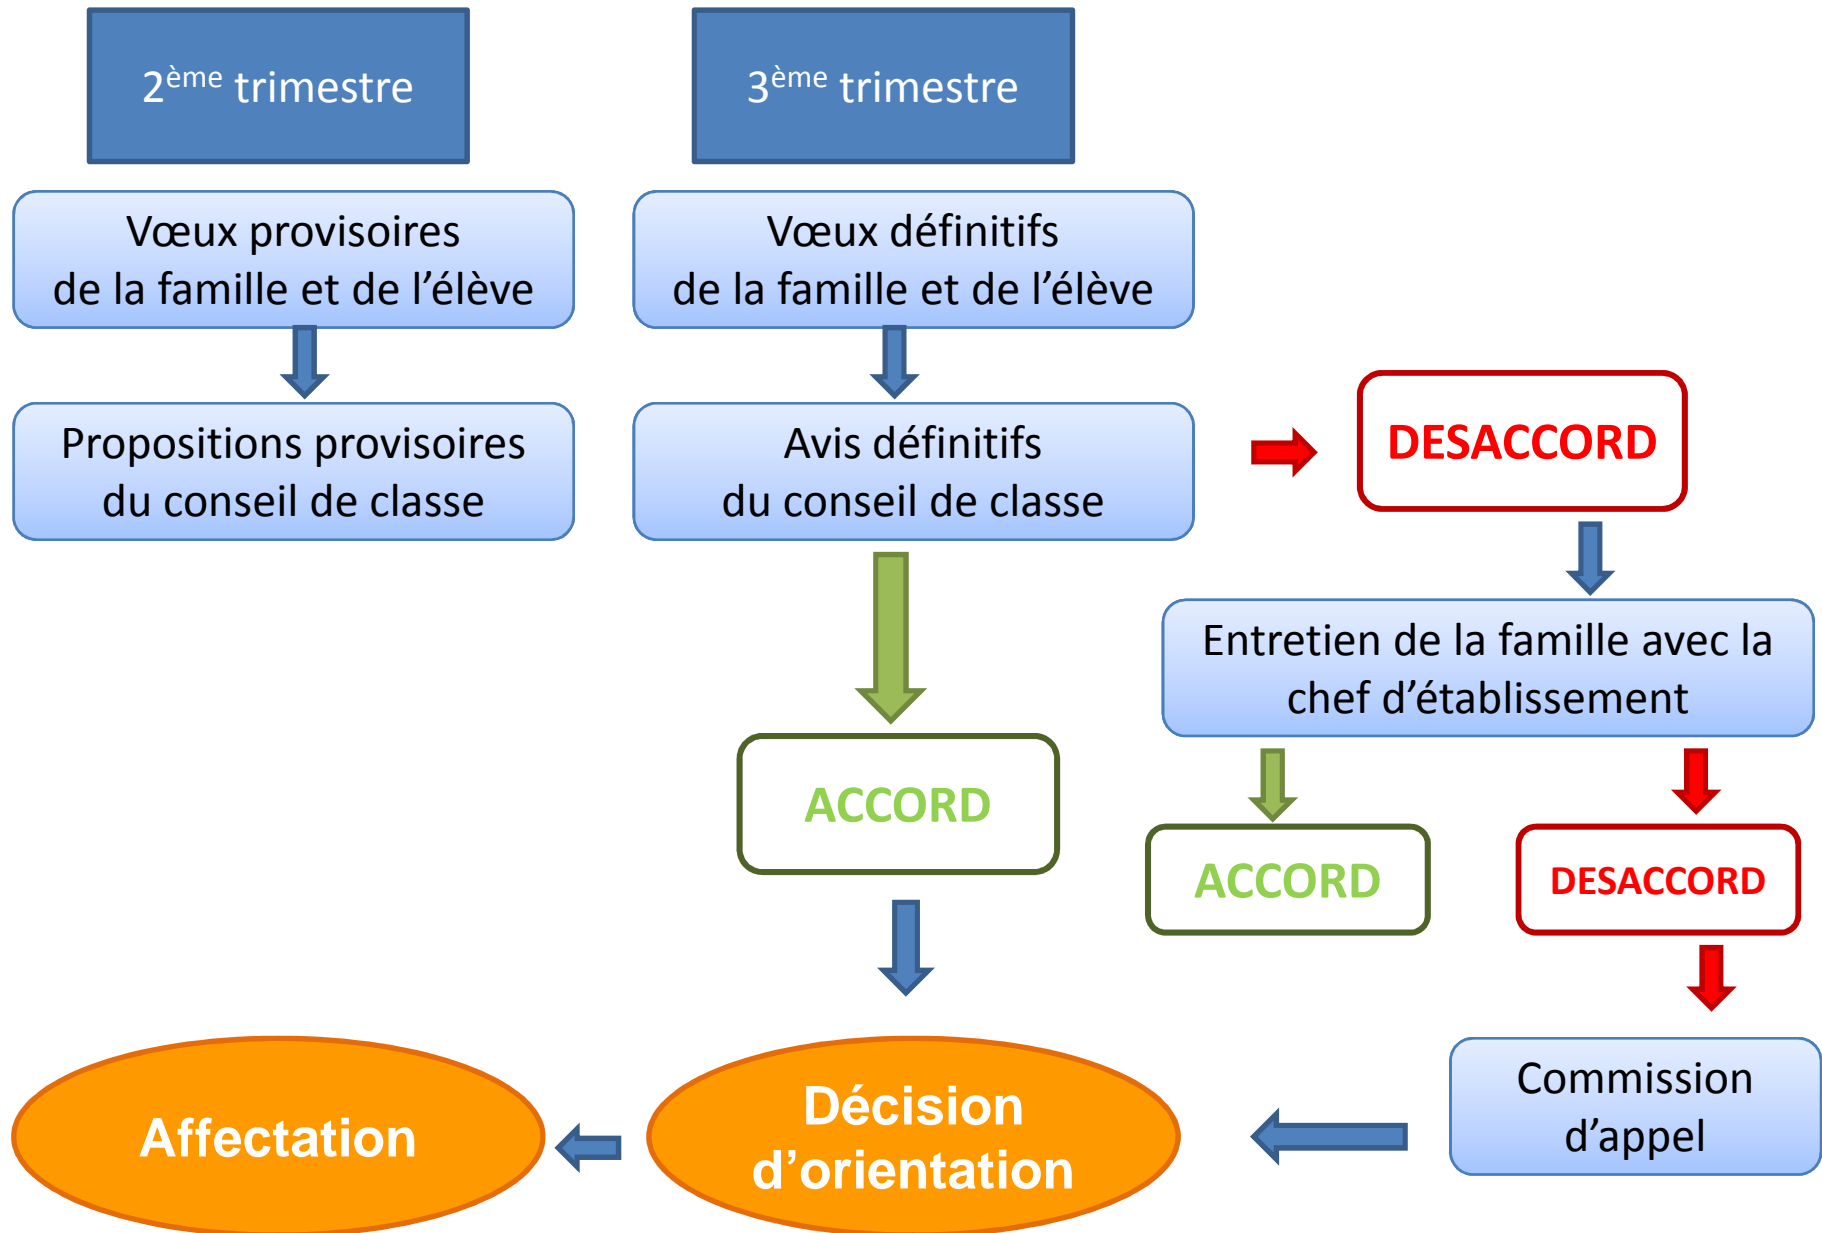 2ème trimestre
3ème trimestre
Vœux provisoires
de la famille et de l’élève
Vœux définitifs
de la famille et de l’élève
Propositions provisoires
du conseil de classe
Avis définitifs
du conseil de classe
DESACCORD
Entretien de la famille avec la
chef d’établissement
ACCORD
ACCORD
DESACCORD
Affectation
Décision
d’orientation
Commission
d’appel